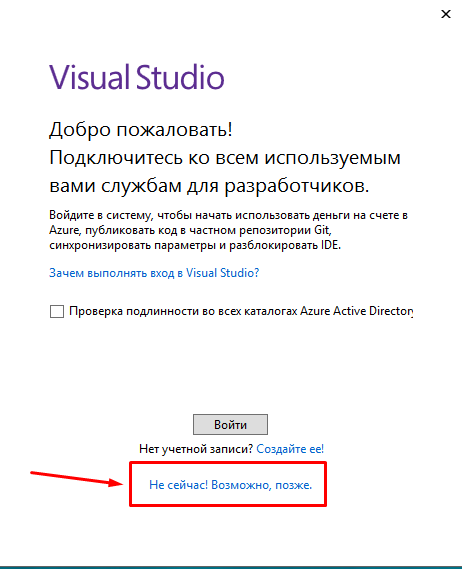 Visual Studio
Добро пожаловать!
Подключитесь ко всем используемым
вами службам для разработчиков.
Войдите в систему, чтобы начать использовать деньги на счете в
Azure, публиковать код в частном репозитории Git,
синхронизировать параметры и разблокировать IDE.
Зачем выполнять вход в Visual Studio?
Проверка подлинности во всех каталогах Azure Active Directory
Войти
Нет учетной записи? Создайте ее!
Не сейчас! Возможно, позже.